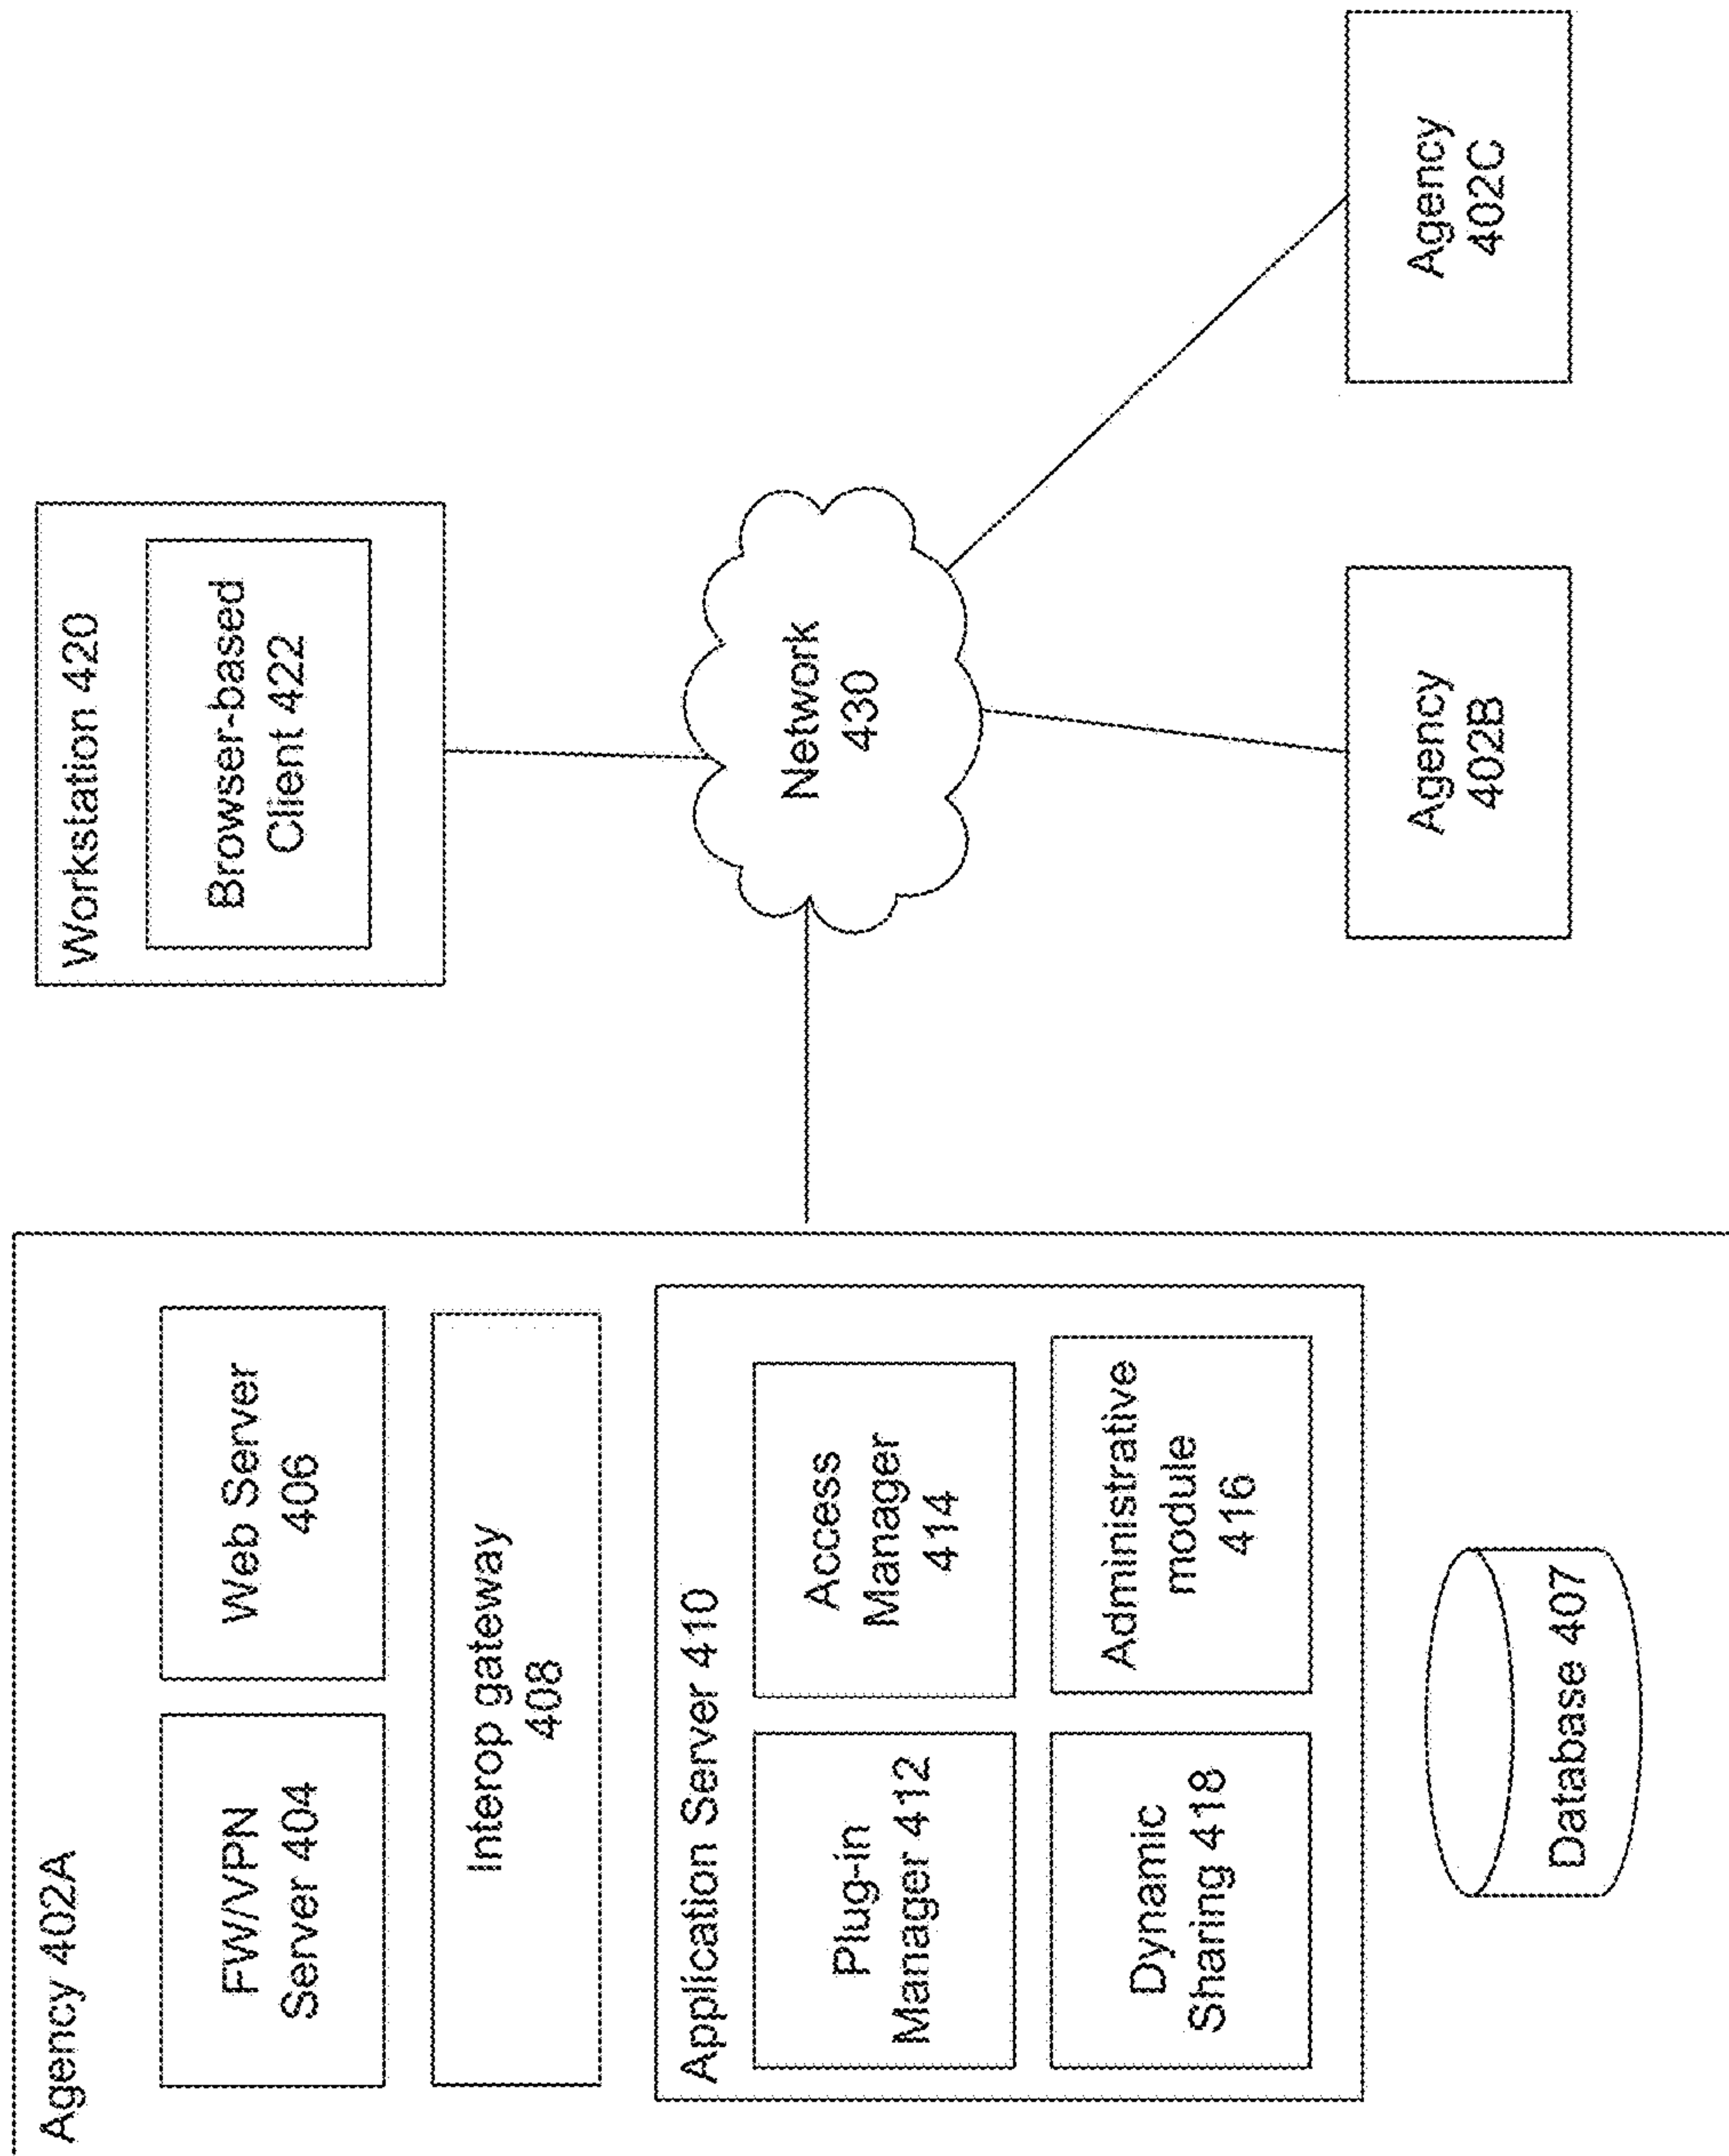 Agency 402A
FW/VPN
Server 404
Web Server
406
Interop gateway
408
Application Server 410
Plug-in
Manager 412
Access
Manager
414
Dynamic
Sharing 418
Administrative
module
416
Database 407
Workstation 420
Browser-based
Client 422
Network
430
Agency
402B
Agency
402C